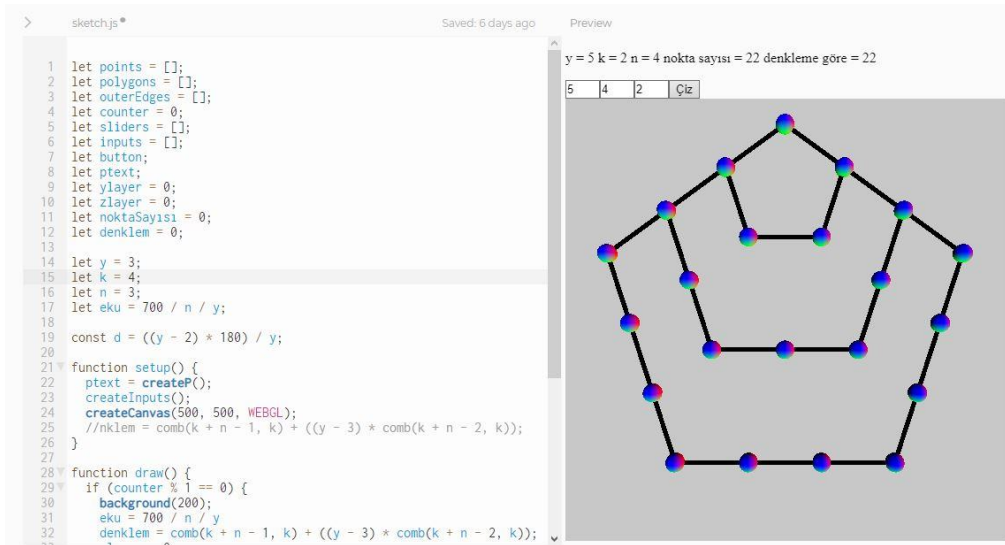 sketch.js
Saved: 6 days ago
Preview
1 let points = [];
2 let polygons = [];
3 let outerEdges = [];
4 let counter = 0;
5 let sliders = [];
6 let inputs = [];
7 let button;
8 let ptext;
9 let ylayer = 0;
10 let zlayer = 0;
11 let noktaSayısı = 0;
12 let denklem = 0;
13
14 let y = 3;
15 let k = 4;
16 let n = 3;
17 let eku = 700 / n / y;
18
19 const d = ((y - 2) * 180) / y;
20
21 function setup() {
22 ptext = createP();
23 createInputs();
24 createCanvas(500, 500, WEBGL);
25 //nklem = comb(k + n - 1, k) + ((y - 3) * comb(k + n - 2, k));
26 }
27
28 function draw() {
29 if (counter % 1 == 0) {
30 background(200);
31 eku = 700 / n / y
32 denklem = comb(k + n - 1, k) + ((y - 3) * comb(k + n - 2, k));
y = 5 k = 2 n = 4 nokta sayısı = 22 denkleme göre = 22
5 4 2 Çiz